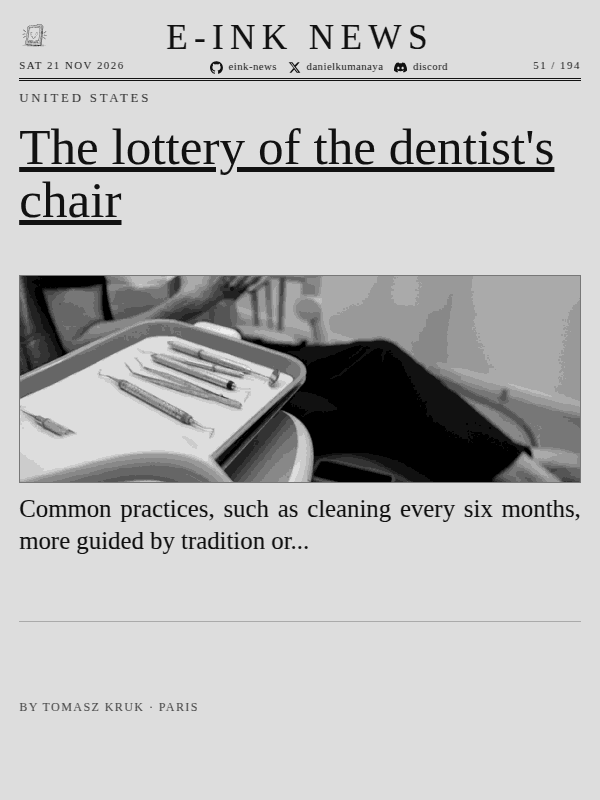 E-INK NEWS
SAT 21 NOV 2026
eink-news
danielkumanaya
discord
51 / 194
UNITED STATES
The lottery of the dentist's
chair
Common practices, such as cleaning every six months,
more guided by tradition or...
BY TOMASZ KRUK · PARIS